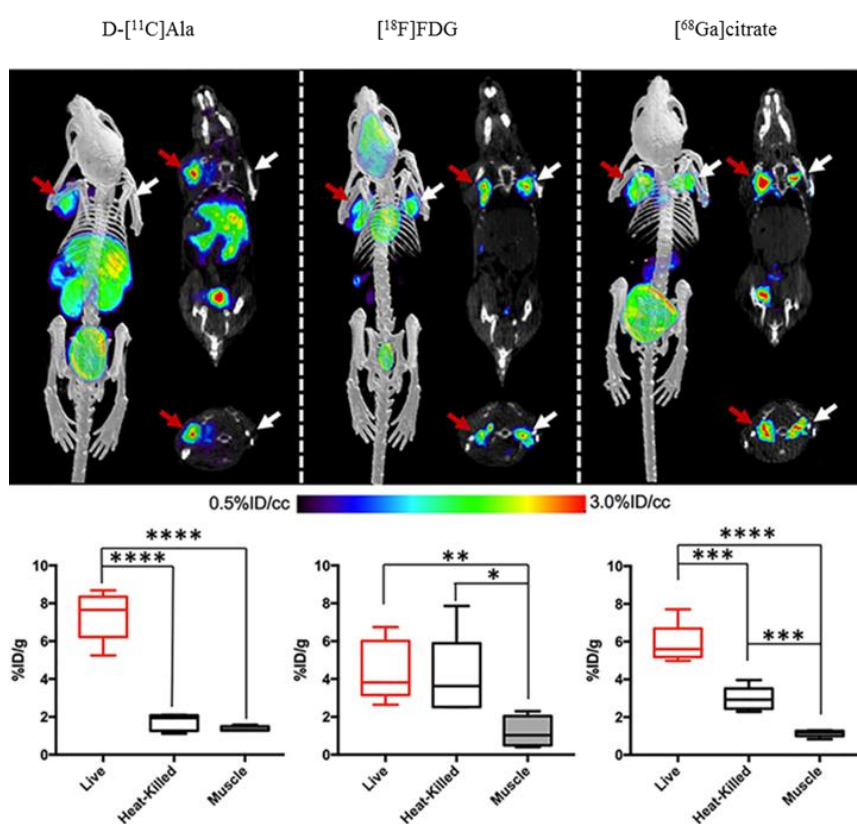 D-[¹¹C]Ala [¹⁸F]FDG [⁶⁸Ga]citrate
0.5%ID/cc 3.0%ID/cc
**** ** ****
**** * ***
***
10 10 10
8 8 8
6 6 6
4 4 4
2 2 2
0 0 0
%ID/g %ID/g %ID/g
Live Heat-Killed Muscle Live Heat-Killed Muscle Live Heat-Killed Muscle